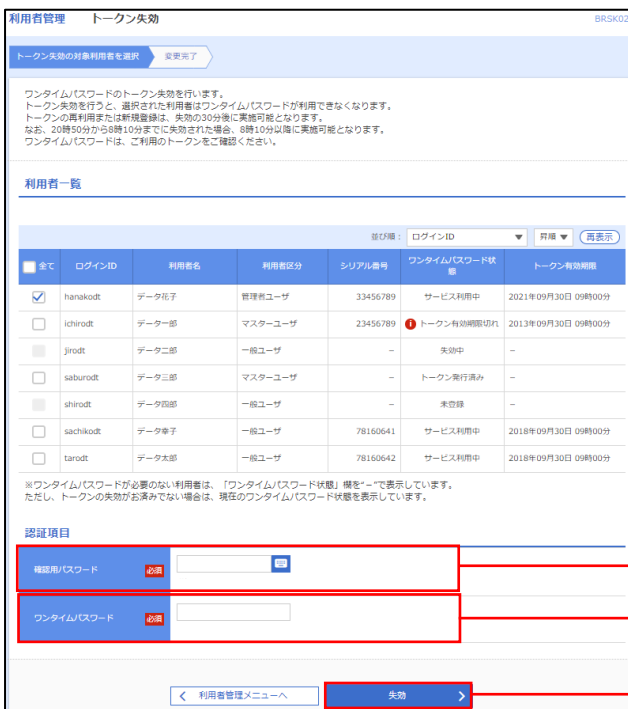 利用者管理 トークン失効 BRSK02
トークン失効の対象利用者を選択 変更完了
ワンタイムパスワードのトークン失効を行います。
トークン失効を行うと、選択された利用者はワンタイムパスワードが利用できなくなります。
トークンの再利用または新規登録は、失効の30分後に実施可能となります。
なお、20時50分から8時10分までに失効された場合、8時10分以降に実施可能となります。
ワンタイムパスワードは、ご利用のトークンをご確認ください。
利用者一覧
並び順： ログインID 昇順 再表示
全て ログインID 利用者名 利用者区分 シリアル番号 ワンタイムパスワード状態 トークン有効期限
hanakodt データ花子 管理者ユーザ 33456789 サービス利用中 2021年09月30日 09時00分
ichirodt データ一郎 マスターユーザ 23456789 トークン有効期限切れ 2013年09月30日 09時00分
jirodt データ二郎 一般ユーザ － 失効中 －
saburodt データ三郎 マスターユーザ － トークン発行済み －
shirodt データ四郎 一般ユーザ － 未登録 －
sachikodt データ幸子 一般ユーザ 78160641 サービス利用中 2018年09月30日 09時00分
tarodt データ太郎 一般ユーザ 78160642 サービス利用中 2018年09月30日 09時00分
※ワンタイムパスワードが必要のない利用者は、「ワンタイムパスワード状態」欄を"－"で表示しています。
ただし、トークンの失効がお済みでない場合は、現在のワンタイムパスワード状態を表示しています。
認証項目
確認用パスワード 必須
ワンタイムパスワード 必須
利用者管理メニューへ 失効